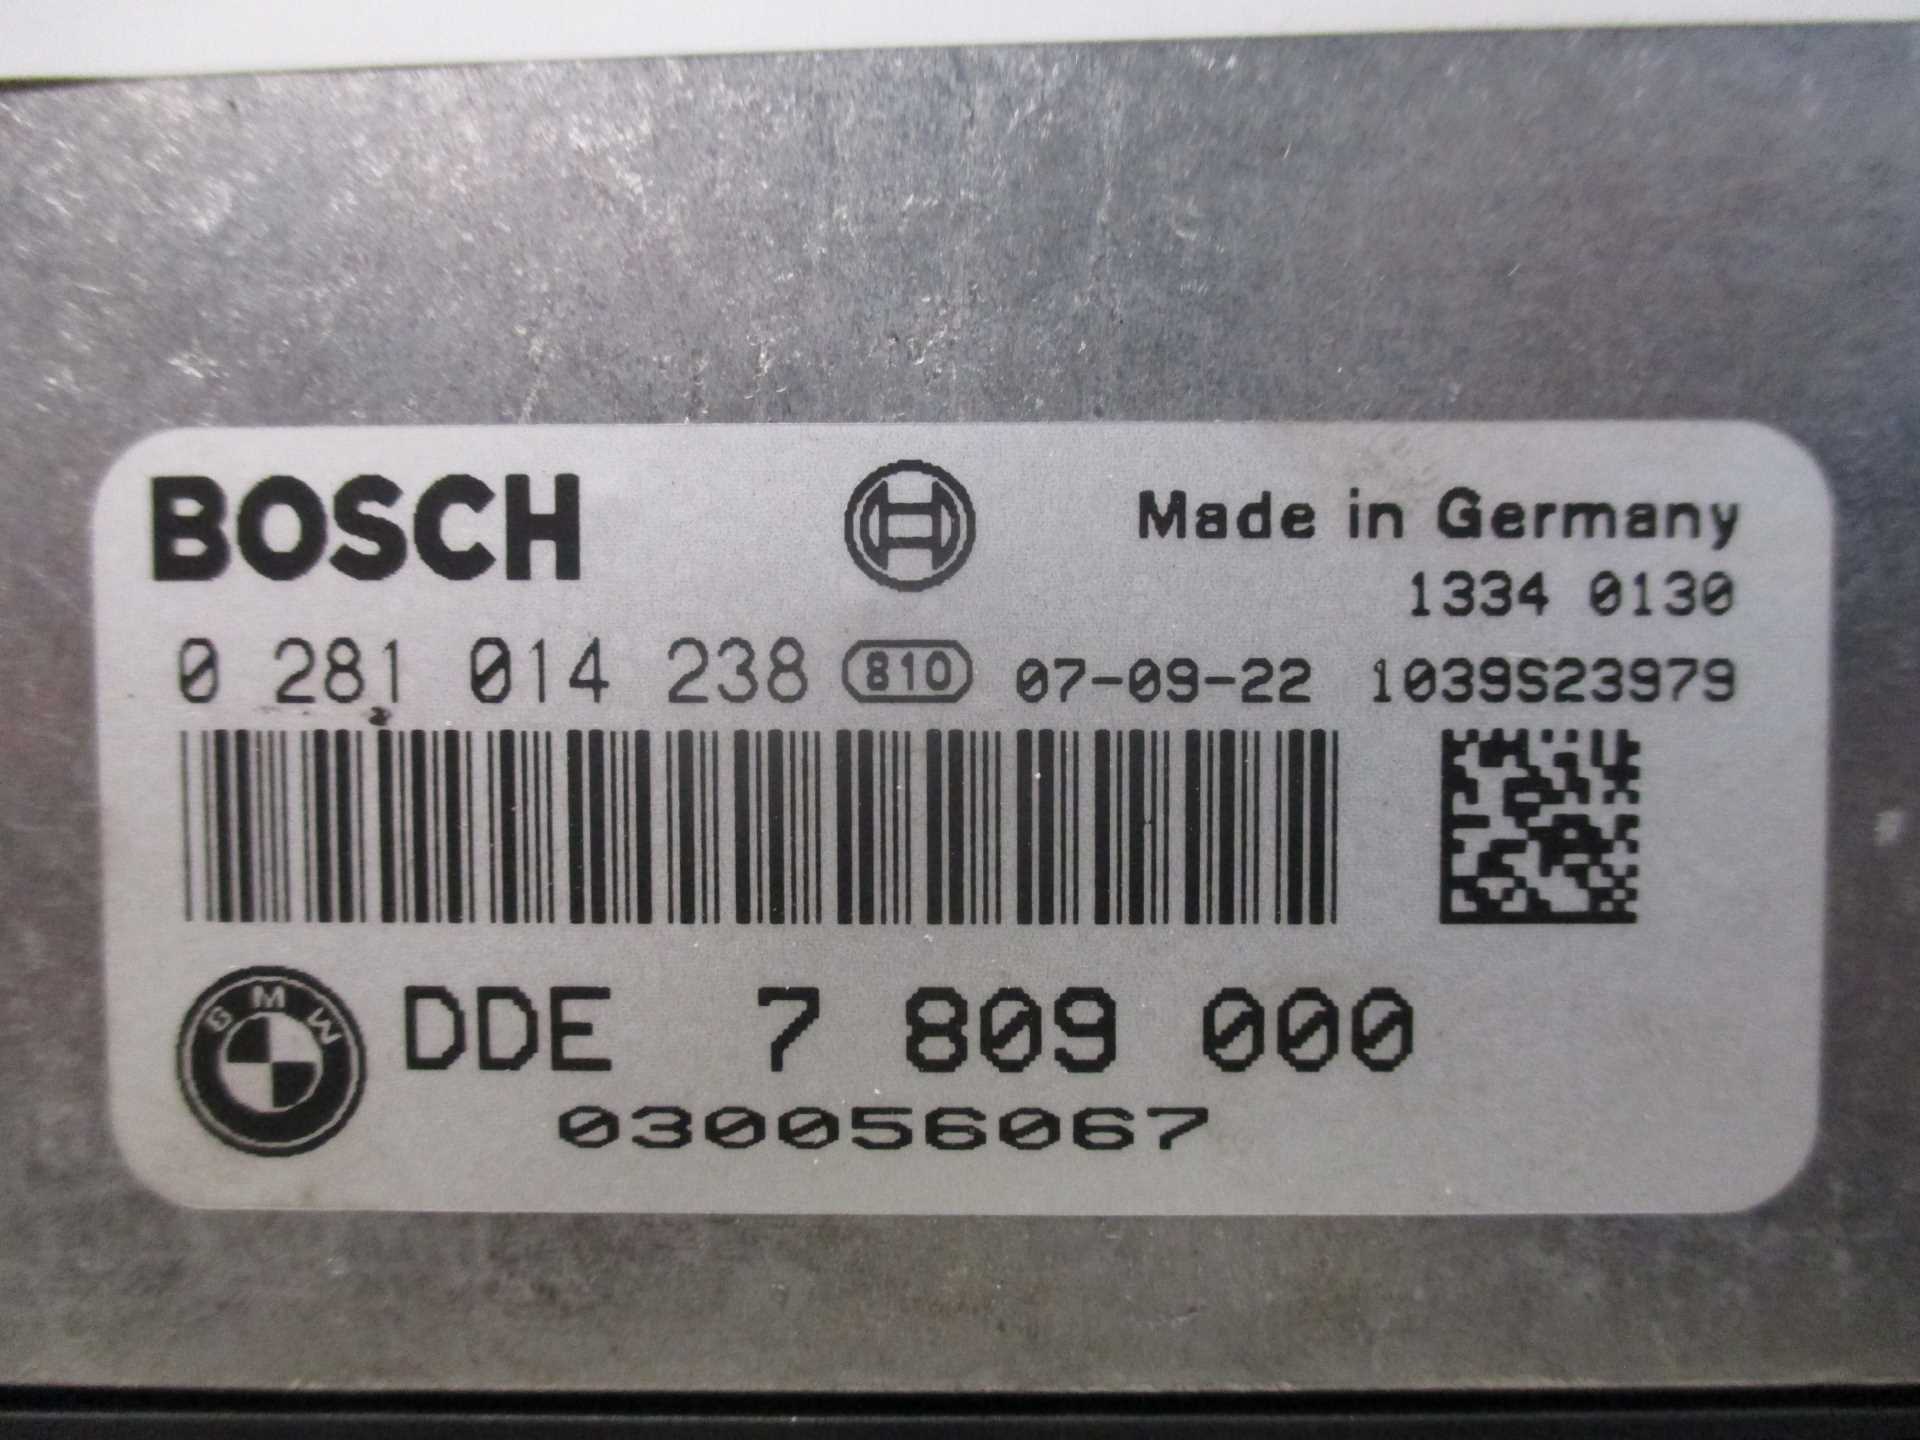 BOSCH Made in Germany
1334 0130
0 281 014 238 810 07-09-22 1039S23979
BMW DDE 7 809 000
030056067